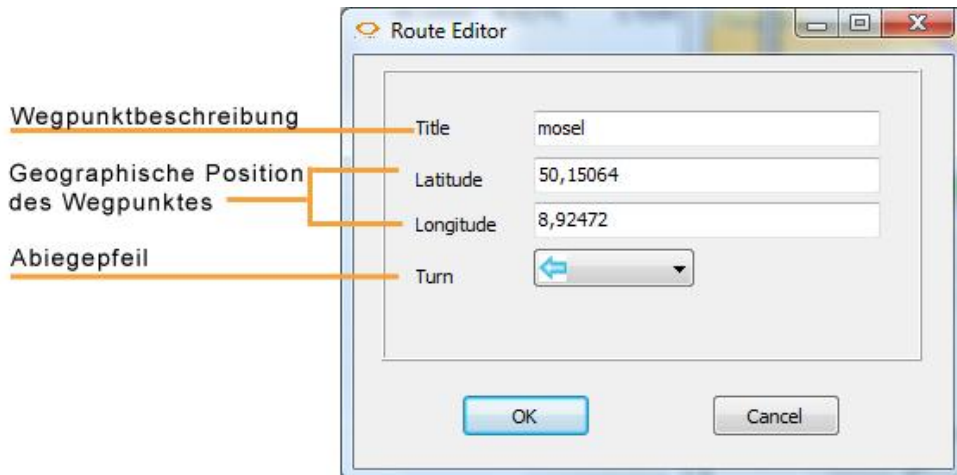 Route Editor
Wegpunktbeschreibung
Title
mosel
Geographische Position
des Wegpunktes
Latitude
50,15064
Longitude
8,92472
Abiegepfeil
Turn
OK
Cancel